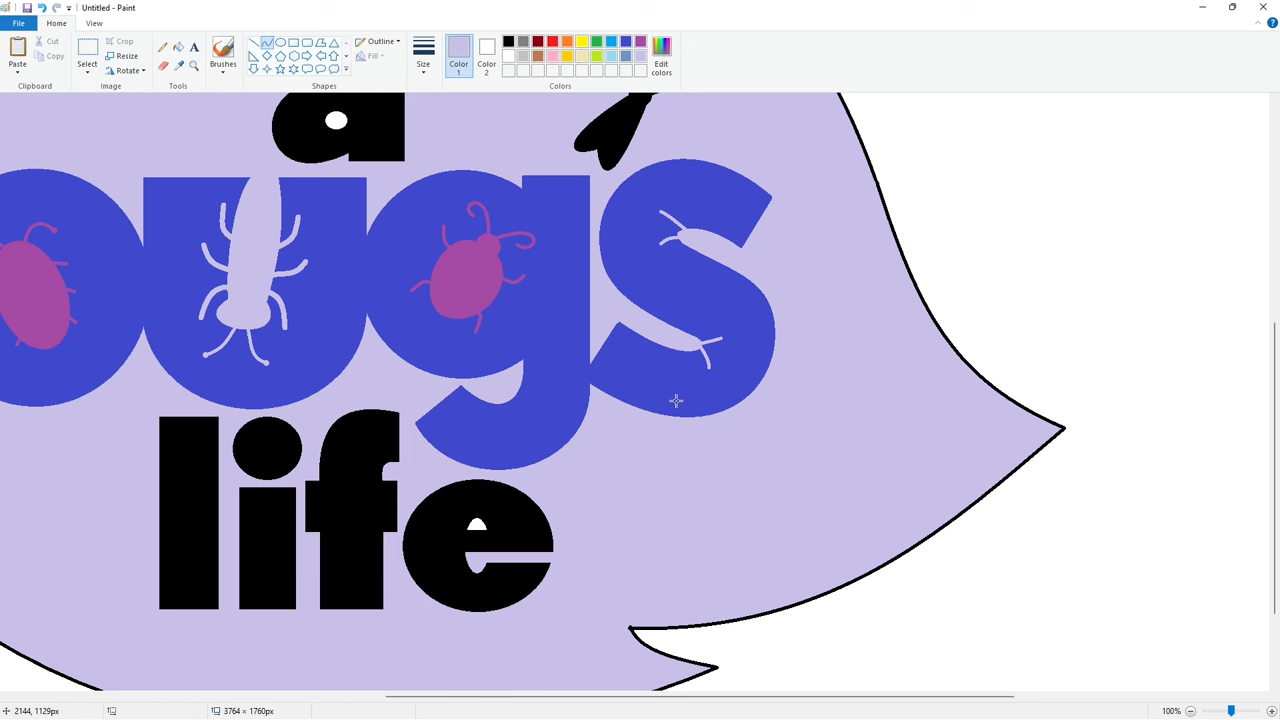 Untitled - Paint
File
Home
View
Paste
Cut
Copy
Clipboard
Select
Crop
Resize
Rotate
Image
Tools
Brushes
Shapes
Outline
Fill
Size
Color
1
Color
2
Colors
Edit
colors
a
bugs
life
2144, 1129px
3764 × 1760px
100%